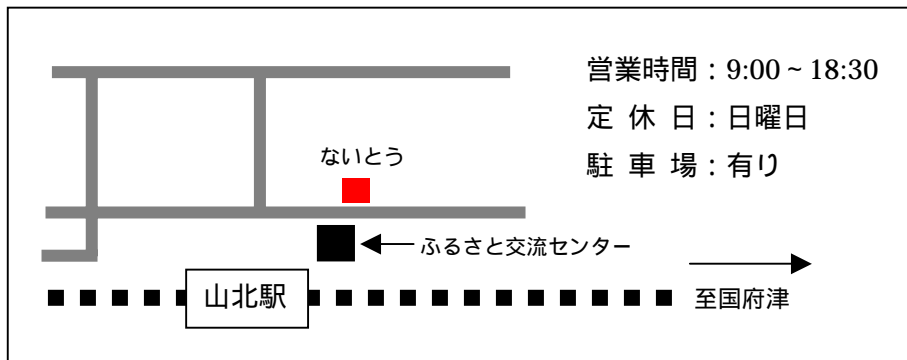 営業時間：9:00～18:30
定 休 日：日曜日
駐 車 場：有り
ないとう
ふるさと交流センター
山北駅
至国府津